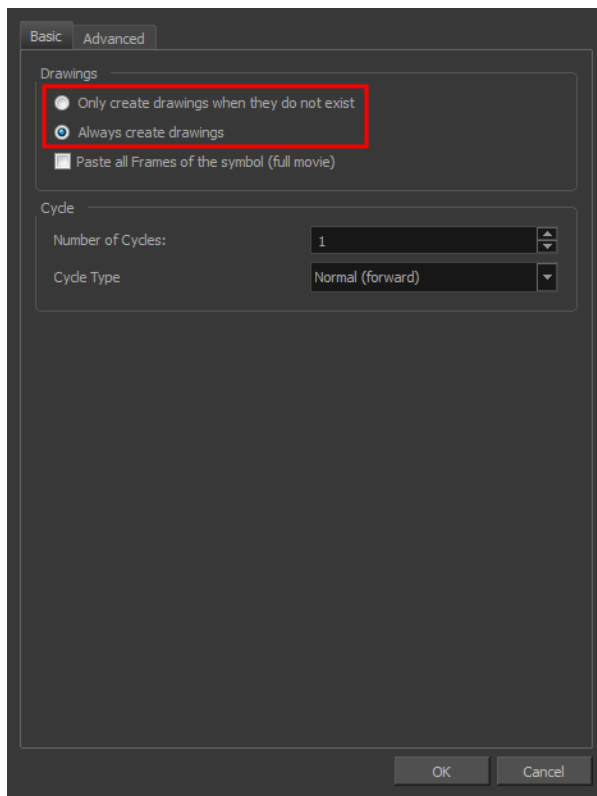 Basic Advanced
Drawings
Only create drawings when they do not exist
Always create drawings
Paste all Frames of the symbol (full movie)
Cycle
Number of Cycles: 1
Cycle Type Normal (forward)
OK Cancel